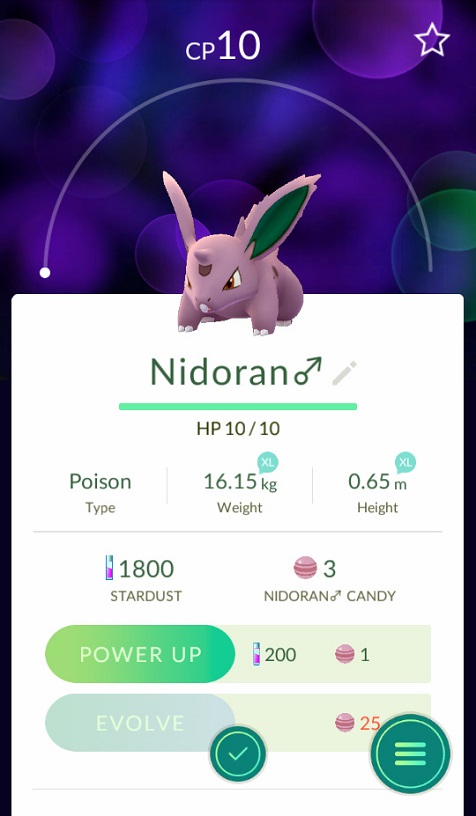 CP10
Nidoran♂
HP 10 / 10
XL XL
Poison 16.15 kg 0.65 m
Type Weight Height
1800 3
STARDUST NIDORAN♂ CANDY
POWER UP 200 1
EVOLVE 25